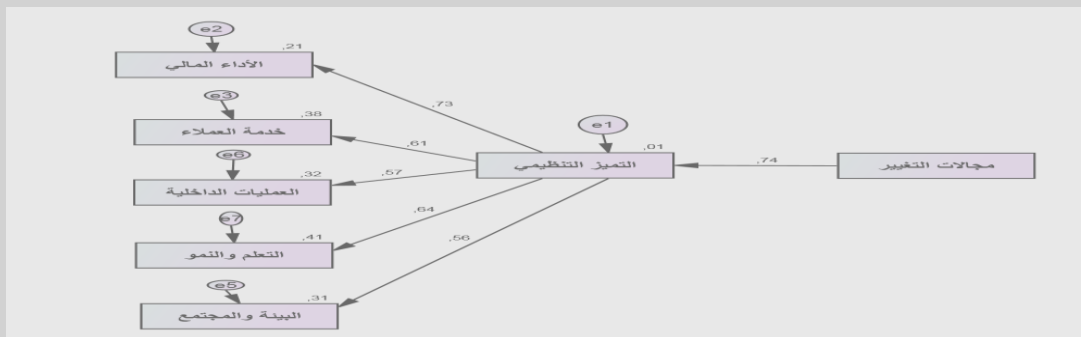 e2
,21
الأداء المالي
,73
e3
,38
خدمة العملاء
,61
e1
,01
التميز التنظيمي
,74
مجالات التغيير
e6
,32
العمليات الداخلية
,57
e7
,41
التعلم والنمو
,64
,56
e5
,31
البيئة والمجتمع